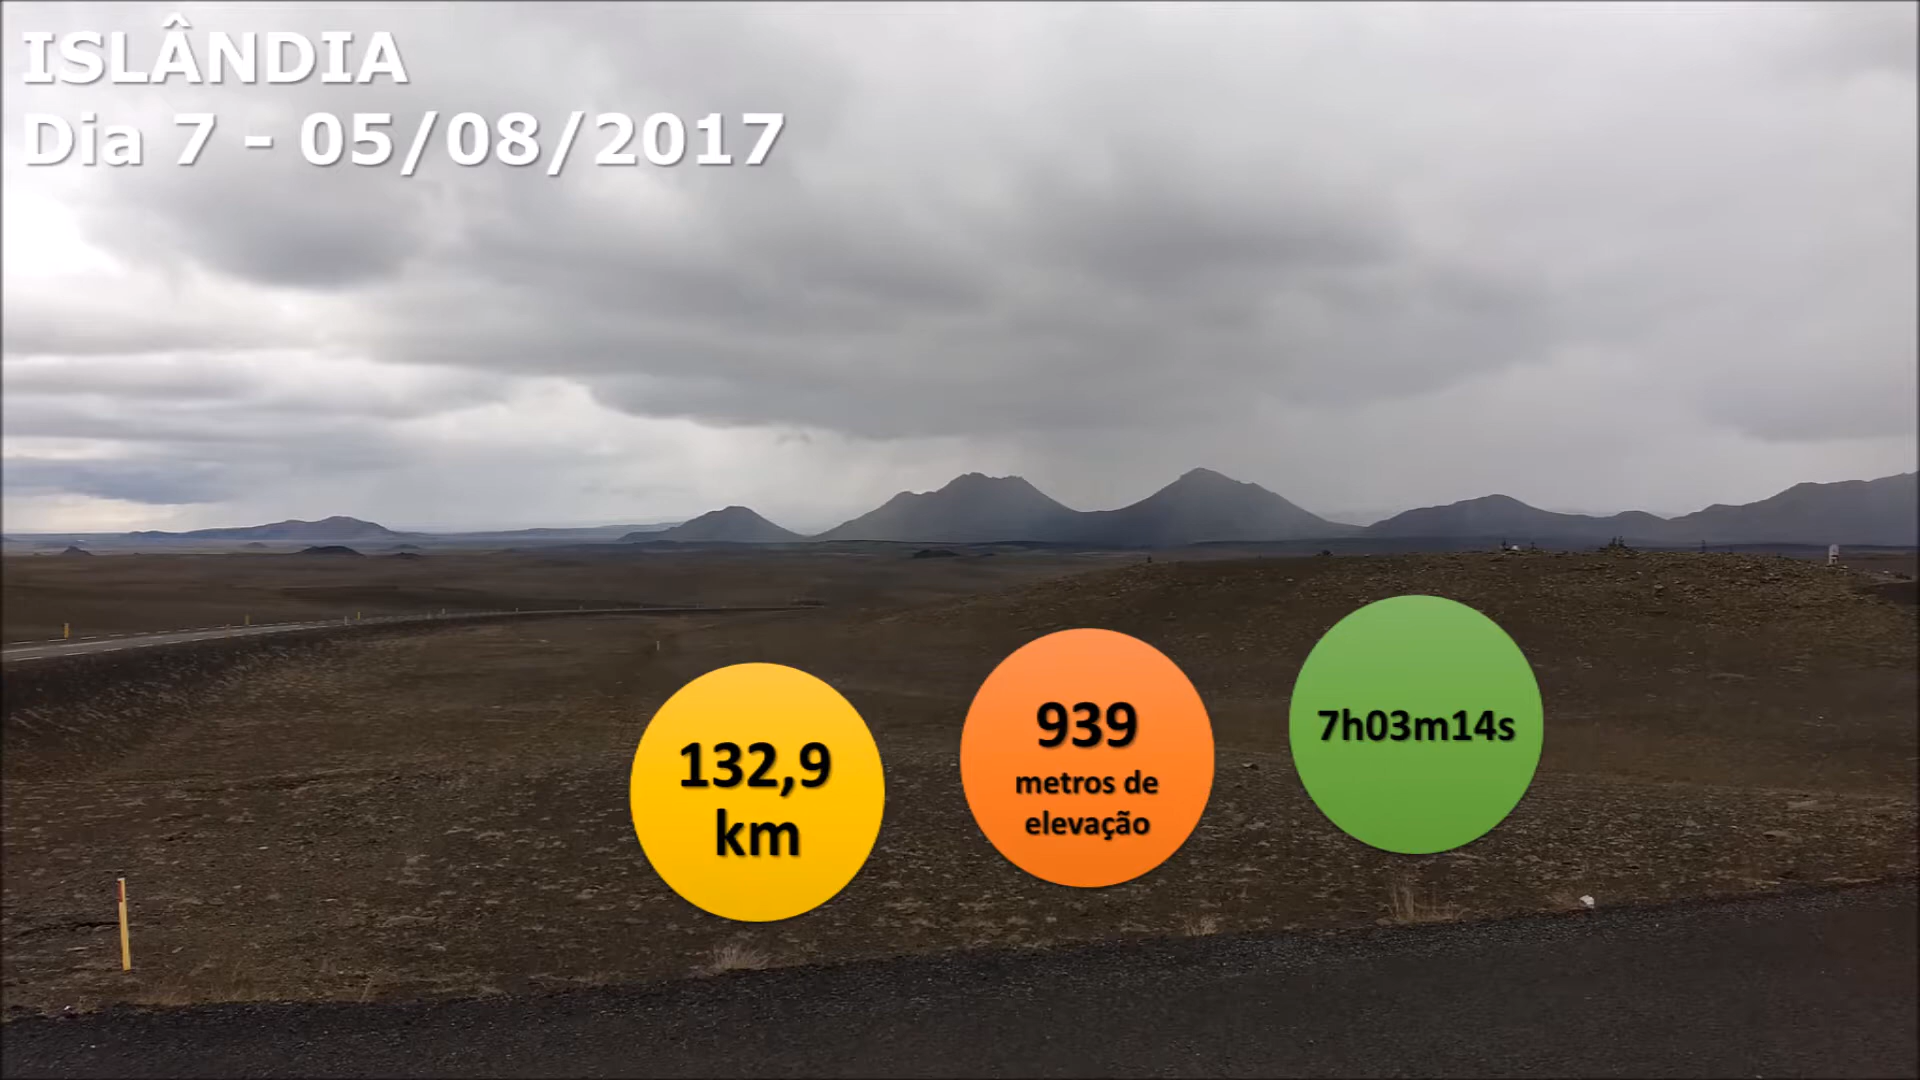 ISLÂNDIA
Dia 7 - 05/08/2017
132,9
km
939
metros de
elevação
7h03m14s